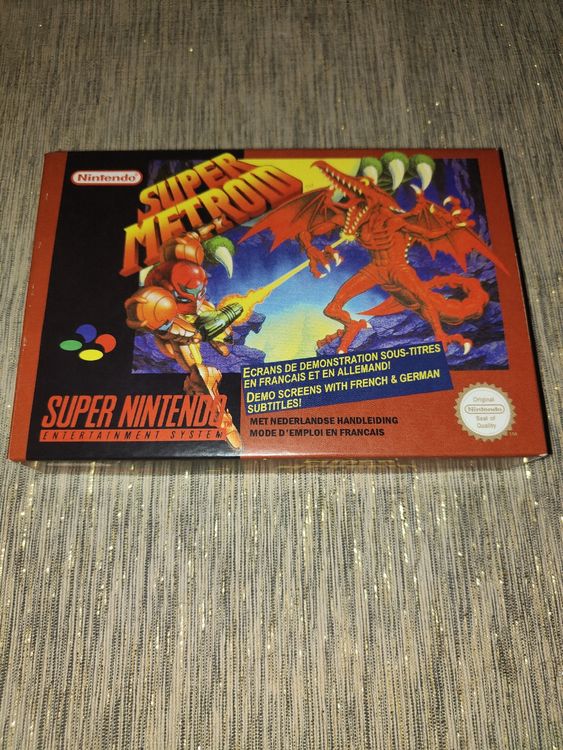 Nintendo
SUPER
METROID
ECRANS DE DEMONSTRATION SOUS-TITRES
EN FRANCAIS ET EN ALLEMAND!
DEMO SCREENS WITH FRENCH & GERMAN
SUBTITLES!
SUPER NINTENDO
ENTERTAINMENT SYSTEM
MET NEDERLANDSE HANDLEIDING
MODE D'EMPLOI EN FRANCAIS
Original
Nintendo
Seal of
Quality